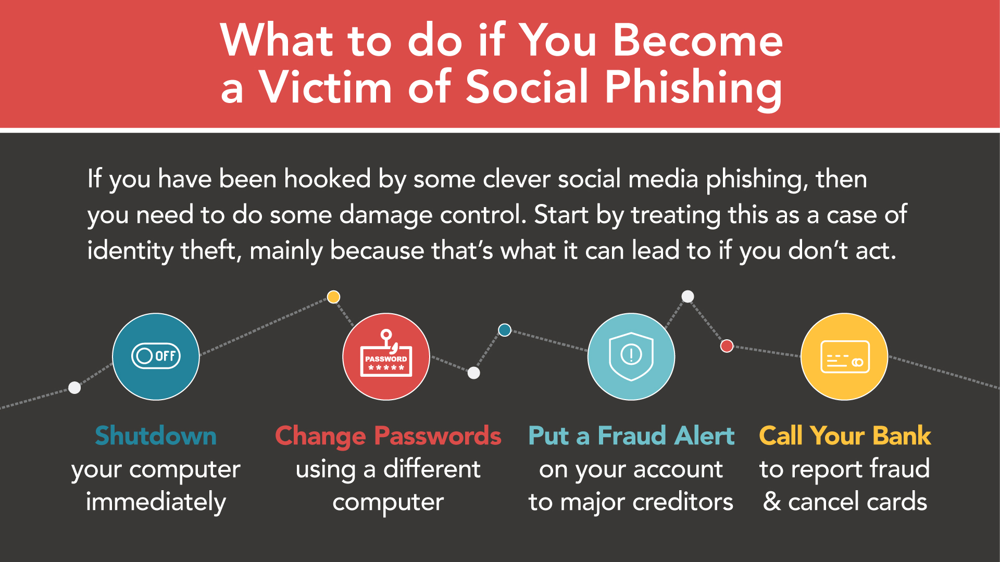 What to do if You Become
a Victim of Social Phishing
If you have been hooked by some clever social media phishing, then
you need to do some damage control. Start by treating this as a case of
identity theft, mainly because that’s what it can lead to if you don’t act.
OFF
PASSWORD
*****
Shutdown
your computer
immediately
Change Passwords
using a different
computer
Put a Fraud Alert
on your account
to major creditors
Call Your Bank
to report fraud
& cancel cards